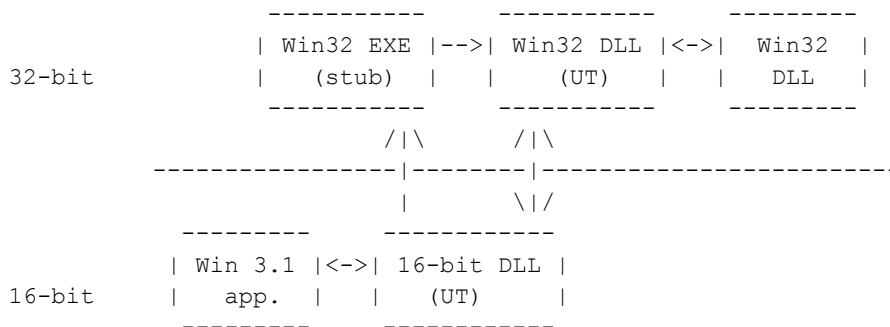 -----------      -----------     ---------
             | Win32 EXE |-->| Win32 DLL |<->|  Win32  |
32-bit       |   (stub)  |   |    (UT)   |   |   DLL   |
              -----------      -----------     ---------
                   /|\          /|\
       -----------------|--------|-------------------------
                    |           \|/
         ---------     ------------
        | Win 3.1 |<->| 16-bit DLL |
16-bit  |   app.  |   |    (UT)    |
         ---------     ------------